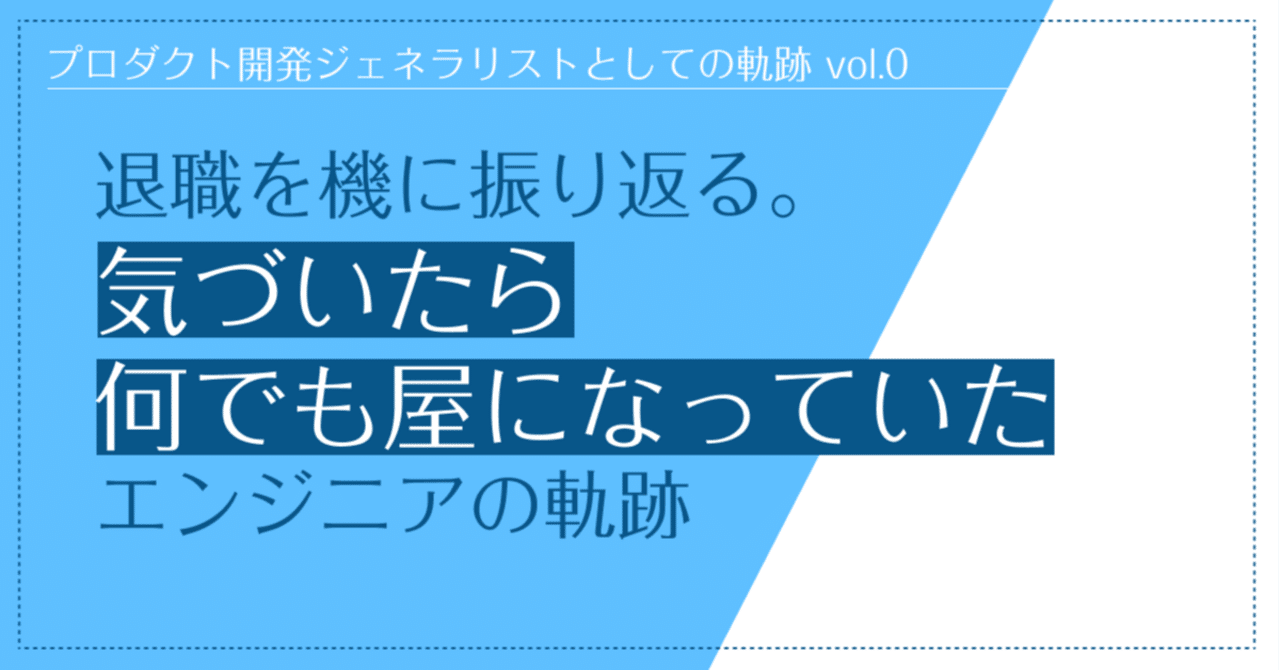 プロダクト開発ジェネラリストとしての軌跡 vol.0
退職を機に振り返る。
気づいたら
何でも屋になっていた
エンジニアの軌跡